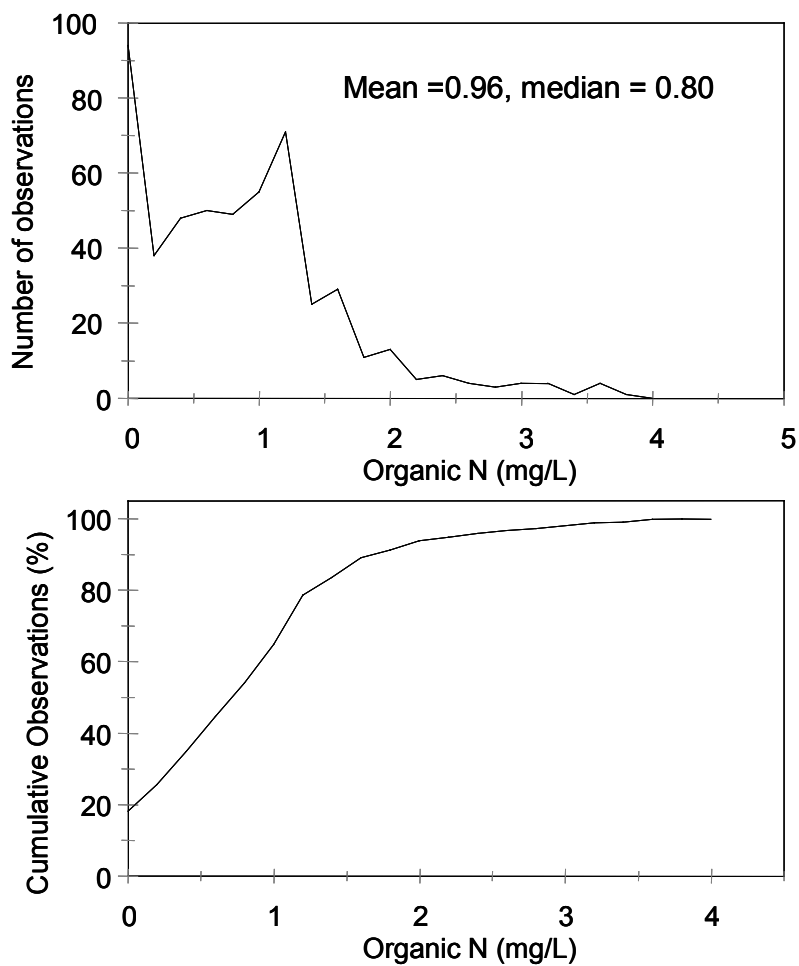 Number of observations
100
80
60
40
20
0
Mean =0.96, median = 0.80
0 1 2 3 4 5
Organic N (mg/L)
Cumulative Observations (%)
100
80
60
40
20
0
0 1 2 3 4
Organic N (mg/L)